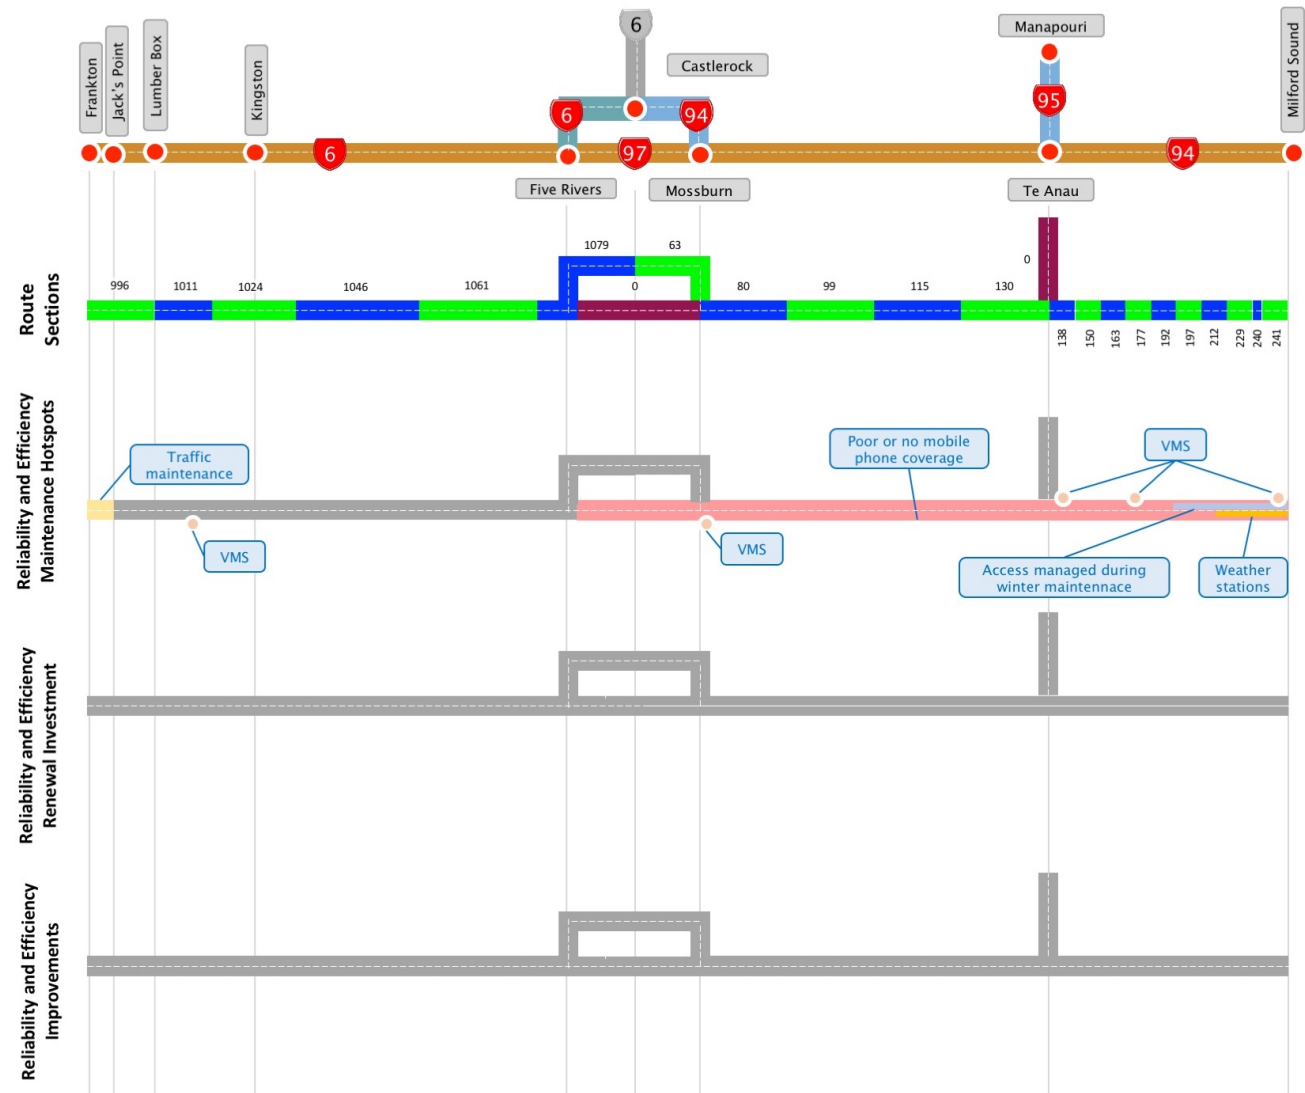 Frankton
Jack's Point
Lumber Box
Kingston
6
Castlerock
Manapouri
Milford Sound
6
94
95
6
97
94
Five Rivers
Mossburn
Te Anau
Route
Sections
996
1011
1024
1046
1061
1079
63
0
80
99
115
130
0
138
150
163
177
192
197
212
229
240
241
Reliability and Efficiency
Maintenance Hotspots
Traffic
maintenance
VMS
Poor or no mobile
phone coverage
VMS
VMS
Access managed during
winter maintennace
Weather
stations
Reliability and Efficiency
Renewal Investment
Reliability and Efficiency
Improvements